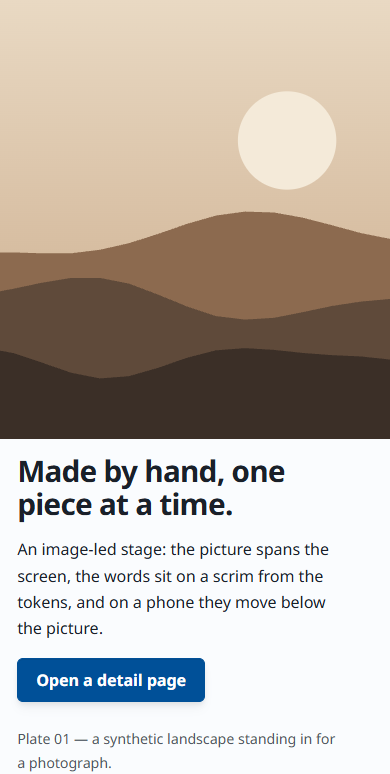 Made by hand, one
piece at a time.
An image-led stage: the picture spans the
screen, the words sit on a scrim from the
tokens, and on a phone they move below
the picture.
Open a detail page
Plate 01 — a synthetic landscape standing in for
a photograph.